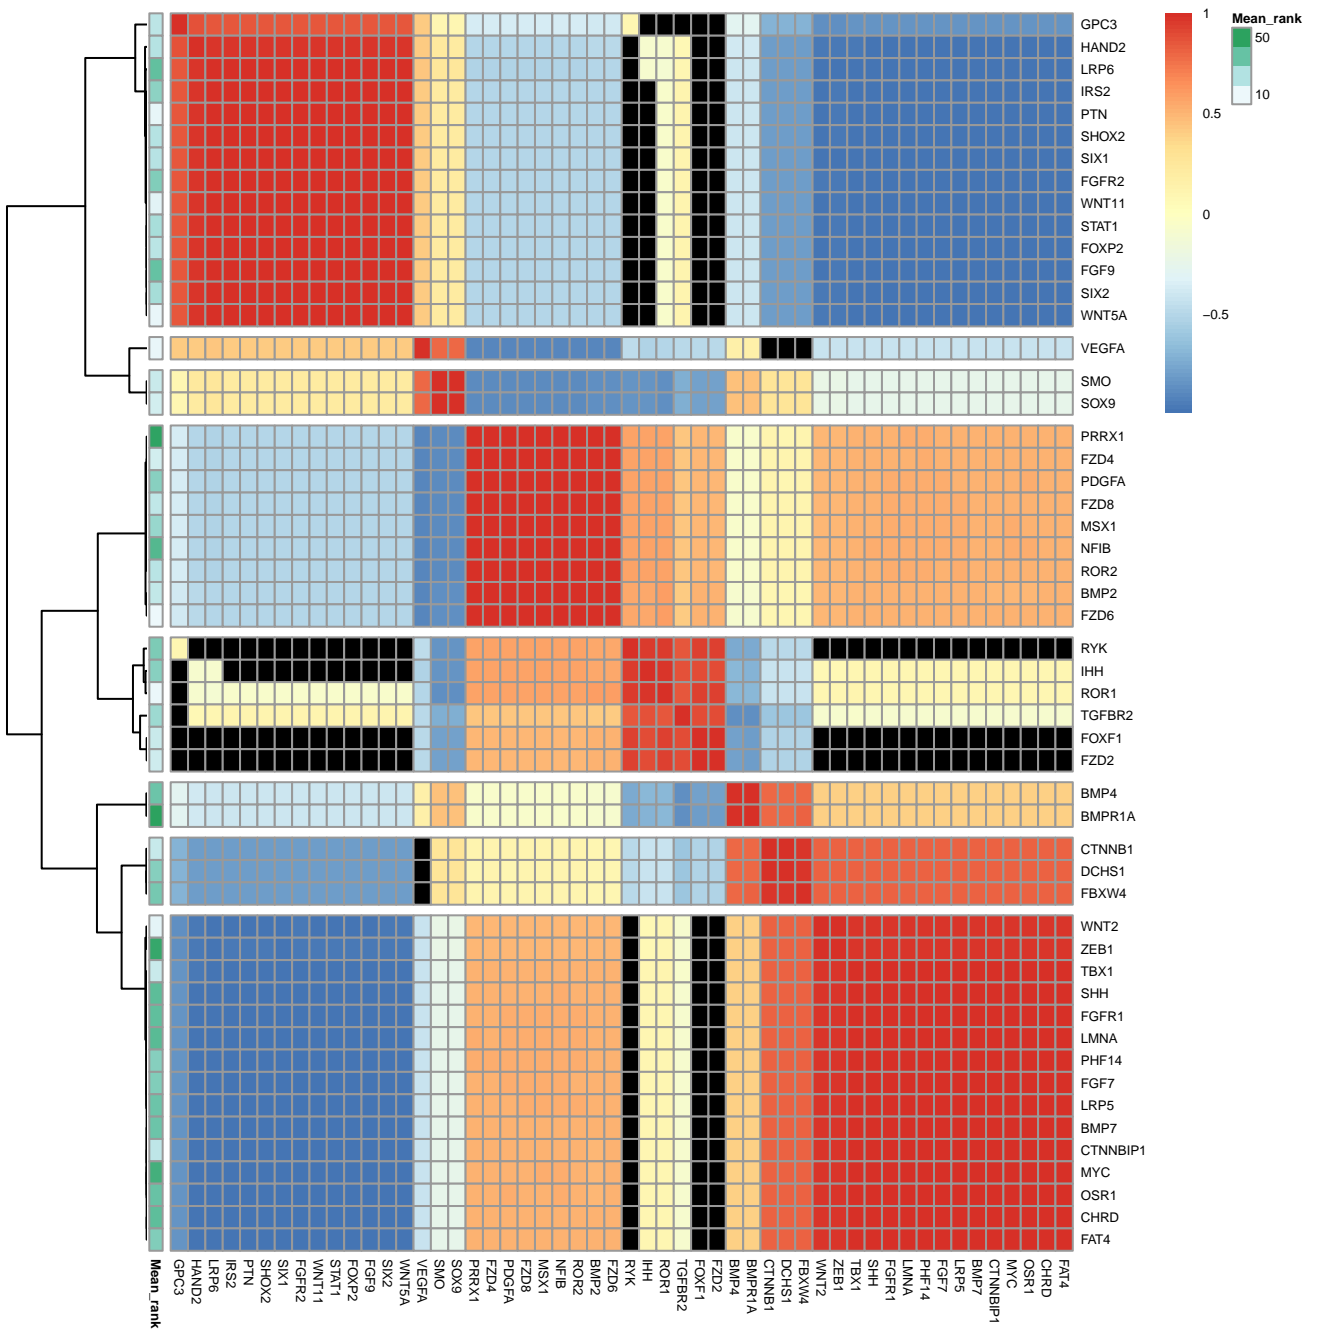 GPC3
HAND2
LRP6
IRS2
PTN
SHOX2
SIX1
FGFR2
WNT11
STAT1
FOXP2
FGF9
SIX2
WNT5A
VEGFA
SMO
SOX9
PRRX1
FZD4
PDGFA
FZD8
MSX1
NFIB
ROR2
BMP2
FZD6
RYK
IHH
ROR1
TGFBR2
FOXF1
FZD2
BMP4
BMPR1A
CTNNB1
DCHS1
FBXW4
WNT2
ZEB1
TBX1
SHH
FGFR1
LMNA
PHF14
FGF7
LRP5
BMP7
CTNNBIP1
MYC
OSR1
CHRD
FAT4
1
0.5
0
−0.5
Mean_rank
50
10
Mean_rank
GPC3
HAND2
LRP6
IRS2
PTN
SHOX2
SIX1
FGFR2
WNT11
STAT1
FOXP2
FGF9
SIX2
WNT5A
VEGFA
SMO
SOX9
PRRX1
FZD4
PDGFA
FZD8
MSX1
NFIB
ROR2
BMP2
FZD6
RYK
IHH
ROR1
TGFBR2
FOXF1
FZD2
BMP4
BMPR1A
CTNNB1
DCHS1
FBXW4
WNT2
ZEB1
TBX1
SHH
FGFR1
LMNA
PHF14
FGF7
LRP5
BMP7
CTNNBIP1
MYC
OSR1
CHRD
FAT4